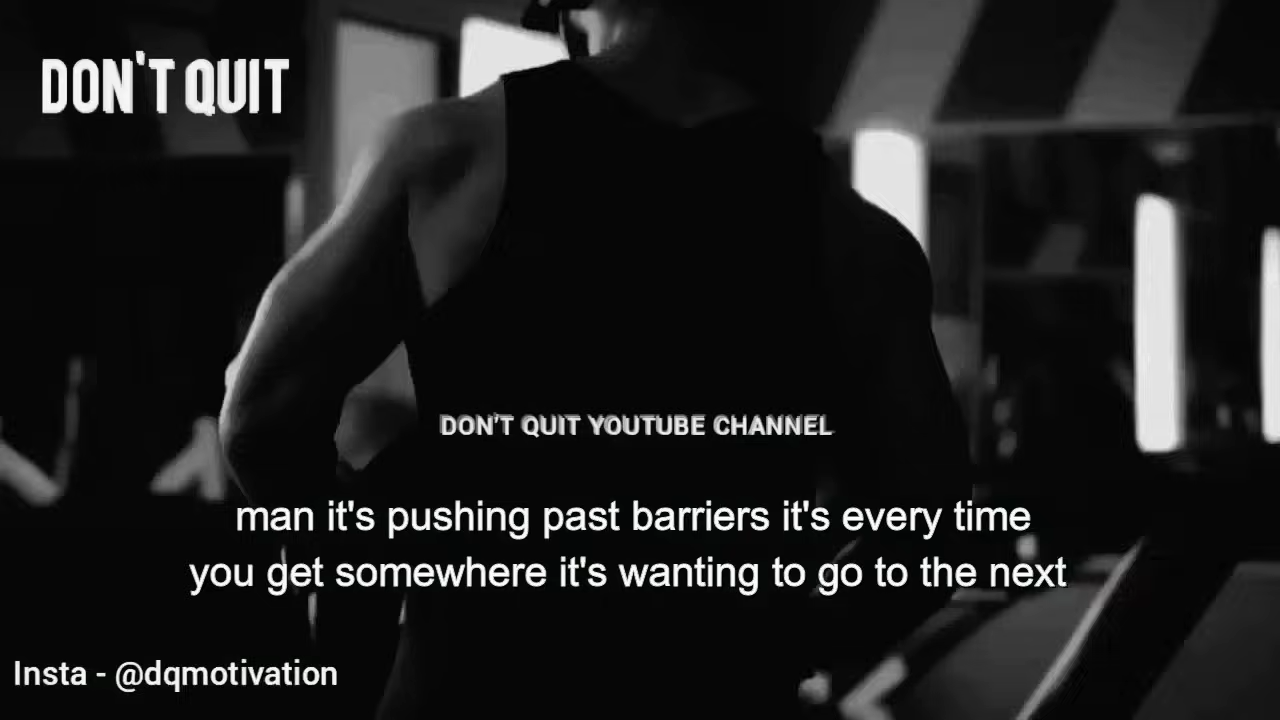 DON'T QUIT
DON'T QUIT YOUTUBE CHANNEL
man it's pushing past barriers it's every time
you get somewhere it's wanting to go to the next
Insta - @dqmotivation